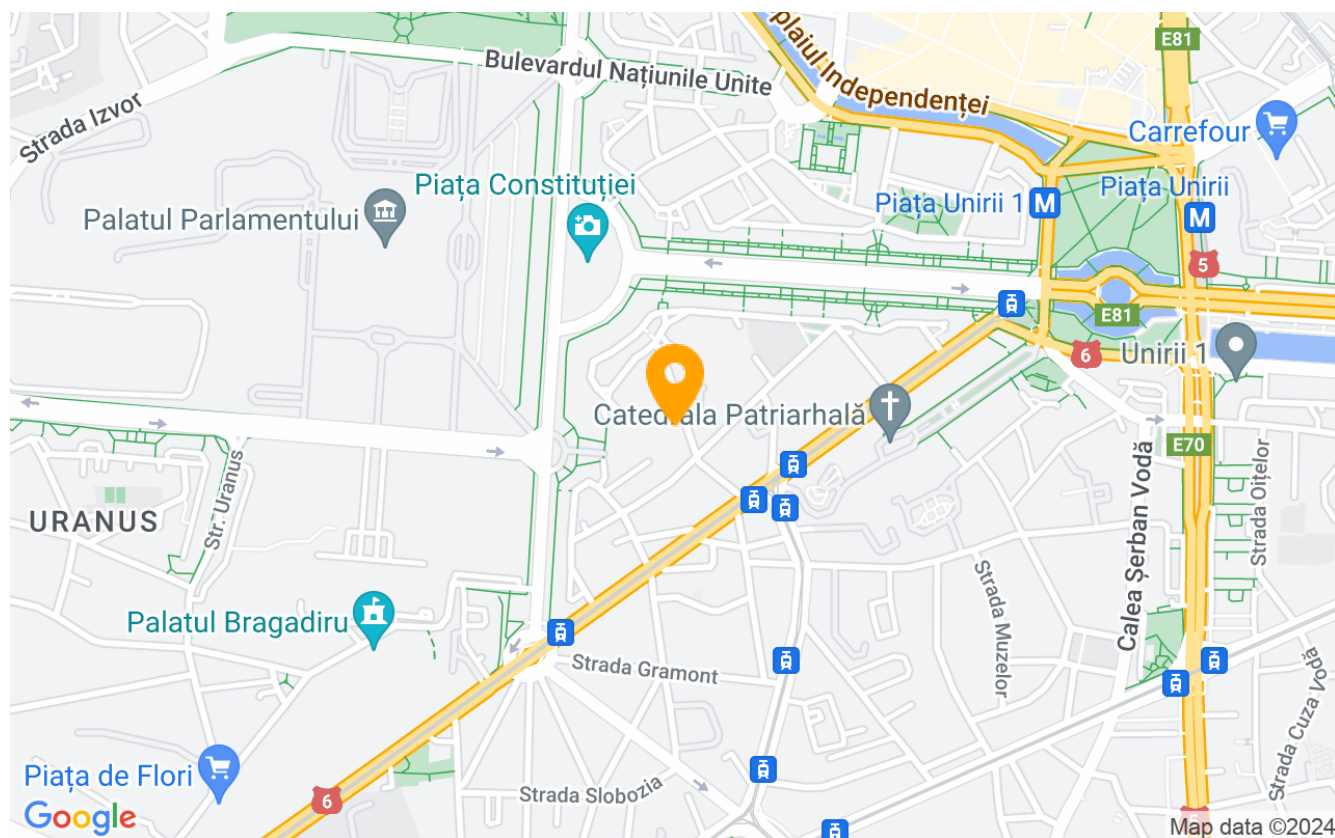 E81
Bulevardul Națiunile Unite
plaiul Independenței
Strada Izvor
Carrefour
Piața Constituției
Piața Unirii 1
M
Piața Unirii
M
Palatul Parlamentului
5
E81
6
Unirii 1
Catedrala Patriarhală
E70
Calea Șerban Vodă
Strada Oițelor
URANUS
Str. Uranus
Strada Muzelor
Palatul Bragadiru
Strada Gramont
Strada Cuza Vodă
Piața de Flori
6
Strada Slobozia
Google
Map data ©2024